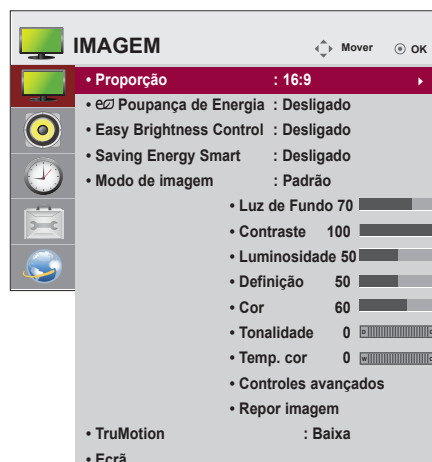 IMAGEM
Mover OK
• Proporção : 16:9
• Poupança de Energia : Desligado
• Easy Brightness Control : Desligado
• Saving Energy Smart : Desligado
• Modo de imagem : Padrão
• Luz de Fundo 70
• Contraste 100
• Luminosidade 50
• Definição 50
• Cor 60
• Tonalidade 0
• Temp. cor 0 W
• Controles avançados
• Repor imagem
• TruMotion : Baixa
• Ecrã